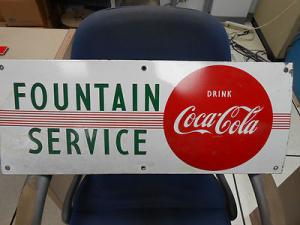 FOUNTAIN
SERVICE
DRINK
Coca-Cola